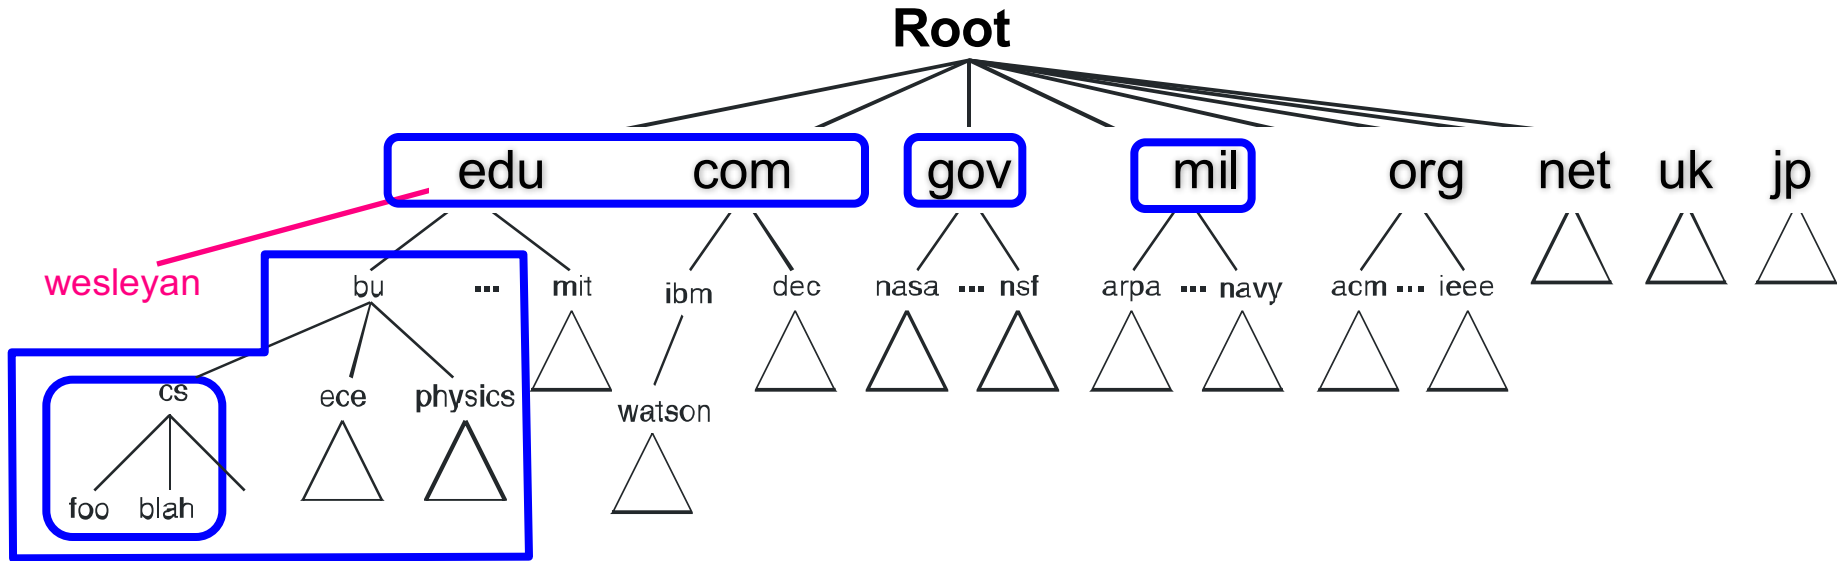 Root
edu com gov mil org net uk jp
wesleyan bu ... mit ibm dec nasa ... nsf arpa ... navy acm ... ieee
cs ece physics watson
foo blah